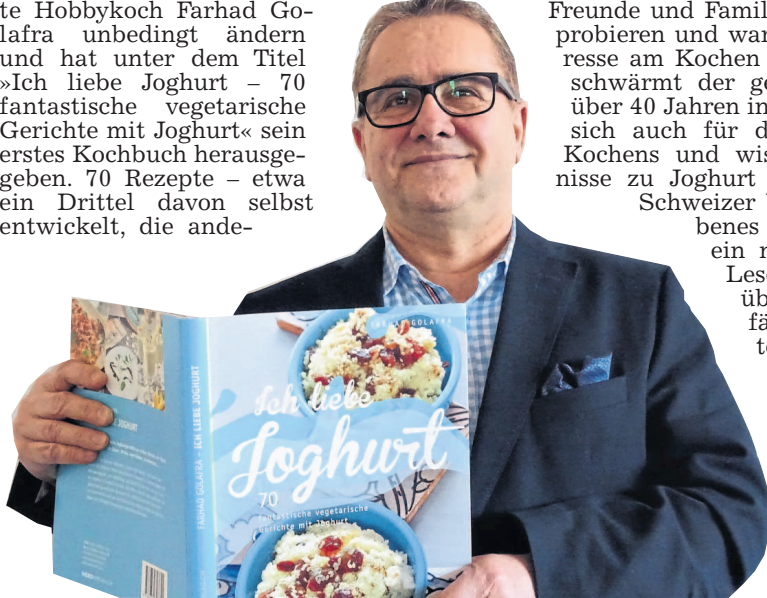 te Hobbykoch Farhad Go-
lafra unbedingt ändern
und hat unter dem Titel
»Ich liebe Joghurt – 70
fantastische vegetarische
Gerichte mit Joghurt« sein
erstes Kochbuch herausge-
geben. 70 Rezepte – etwa
ein Drittel davon selbst
entwickelt, die ande-
Freunde und Famil
probieren und war
resse am Kochen
schwärmt der ge
über 40 Jahren in
sich auch für d
Kochens und wis
nisse zu Joghurt
Schweizer
benes
ein
Lese
üb
fä
te
JOGHURT
FARHAD GOLAFRA – ICH LIEBE JOGHURT
FARHAD GOLAFRA
Ich liebe
Joghurt
70
fantastische vegetarische
Gerichte mit Joghurt